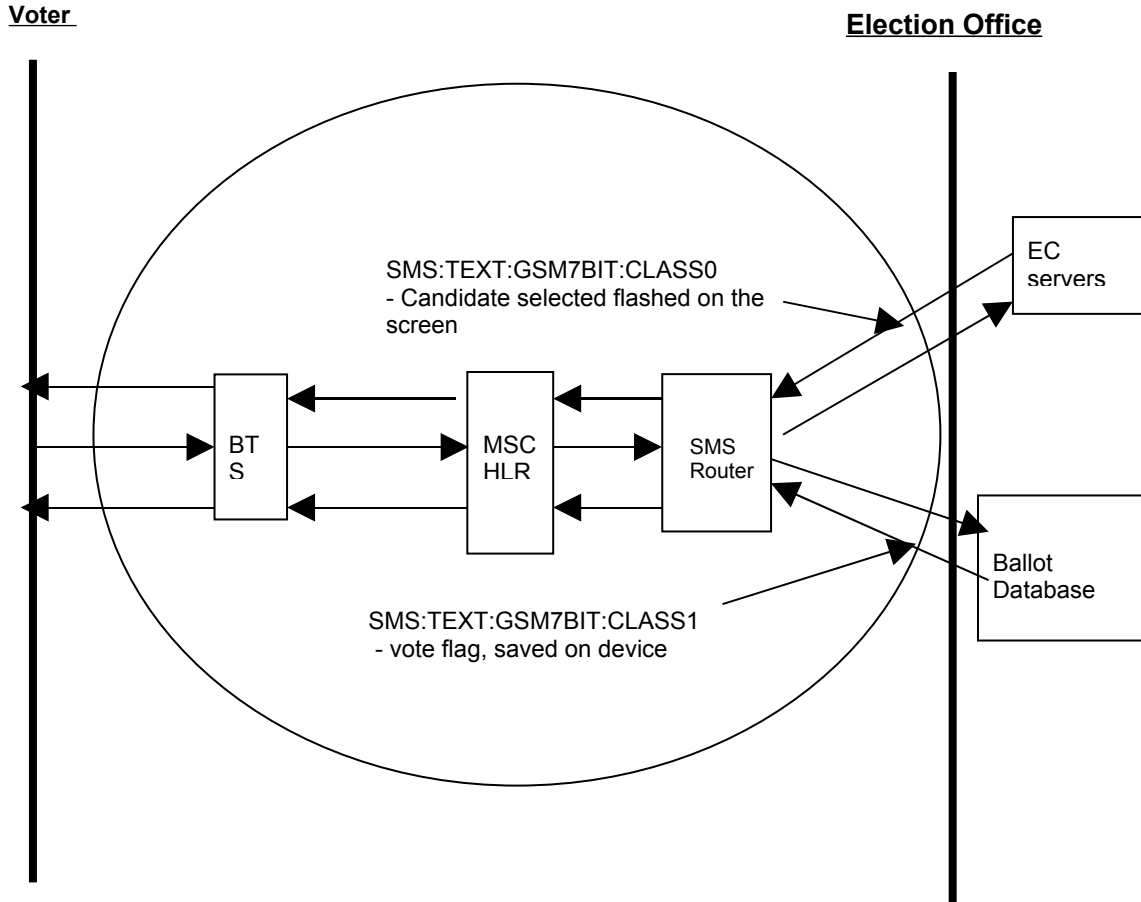 Voter
Election Office
EC
servers
SMS:TEXT:GSM7BIT:CLASS0
- Candidate selected flashed on the
screen
BT
S
MSC
HLR
SMS
Router
Ballot
Database
SMS:TEXT:GSM7BIT:CLASS1
- vote flag, saved on device